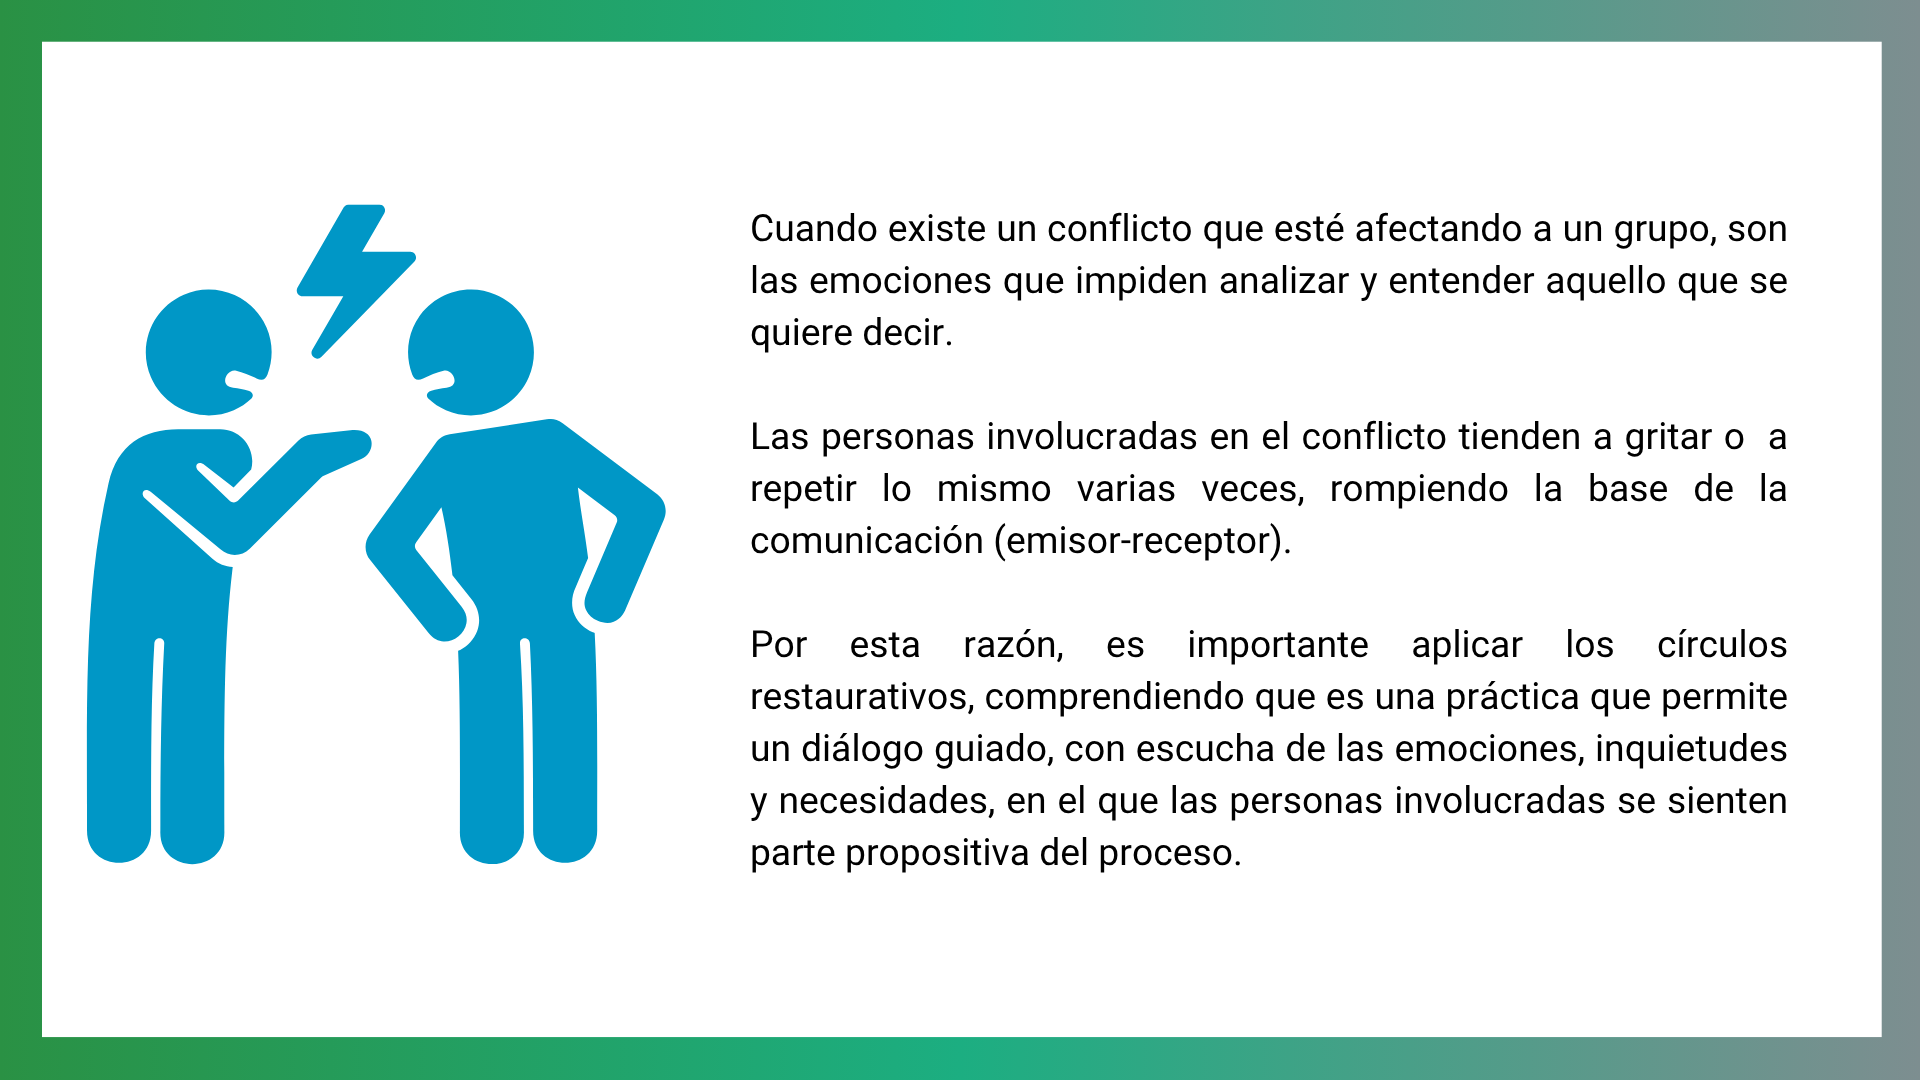 Cuando existe un conflicto que esté afectando a un grupo, son
las emociones que impiden analizar y entender aquello que se
quiere decir.
Las personas involucradas en el conflicto tienden a gritar o  a
repetir lo mismo varias veces, rompiendo la base de la
comunicación (emisor-receptor).
Por esta razón, es importante aplicar los círculos
restaurativos, comprendiendo que es una práctica que permite
un diálogo guiado, con escucha de las emociones, inquietudes
y necesidades, en el que las personas involucradas se sienten
parte propositiva del proceso.